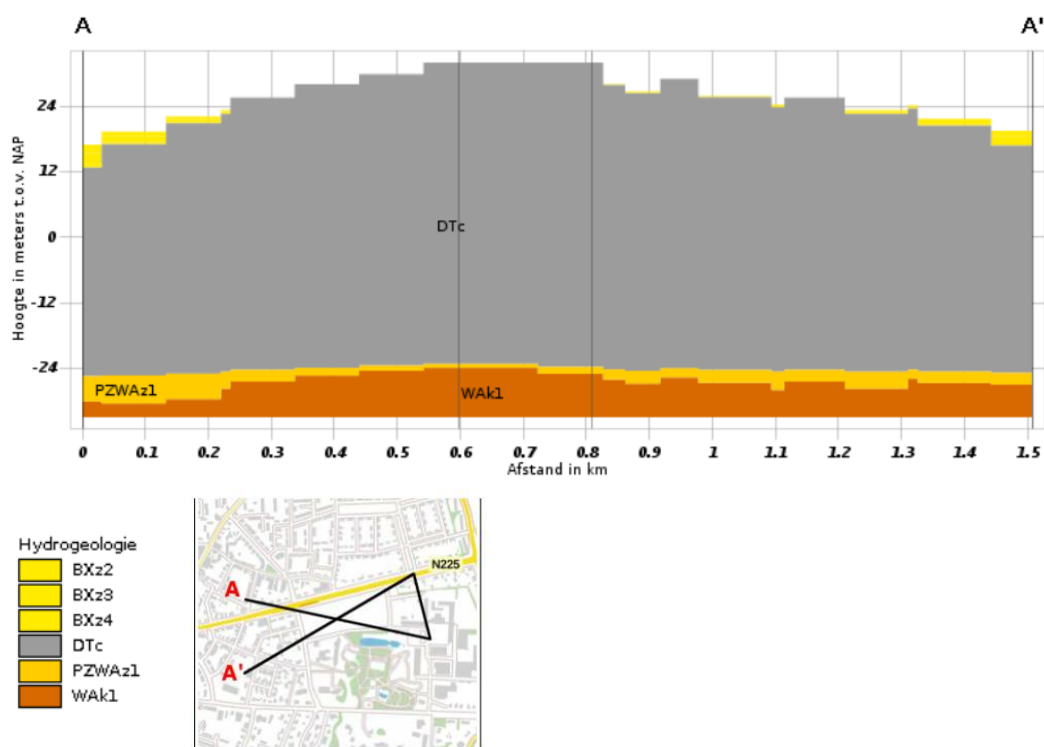 A A'
Hoogte in meters t.o.v. NAP
24
12
0
-12
-24
DTc
PZWAz1
WAk1
0 0.1 0.2 0.3 0.4 0.5 0.6 0.7 0.8 0.9 1 1.1 1.2 1.3 1.4 1.5
Afstand in km
Hydrogeologie
BXz2
BXz3
BXz4
DTc
PZWAz1
WAk1
N225
A
A'